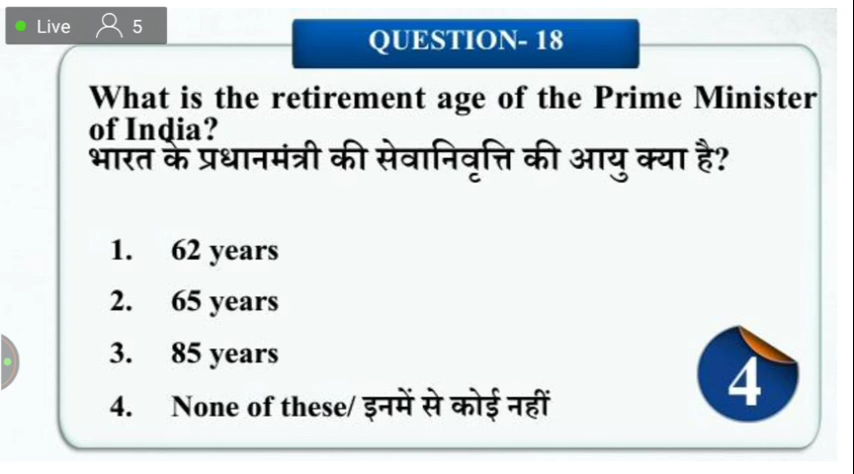 Live 5
QUESTION- 18
What is the retirement age of the Prime Minister
of India?
भारत के प्रधानमंत्री की सेवानिवृत्ति की आयु क्या है?
1. 62 years
2. 65 years
3. 85 years
4. None of these/ इनमें से कोई नहीं
4